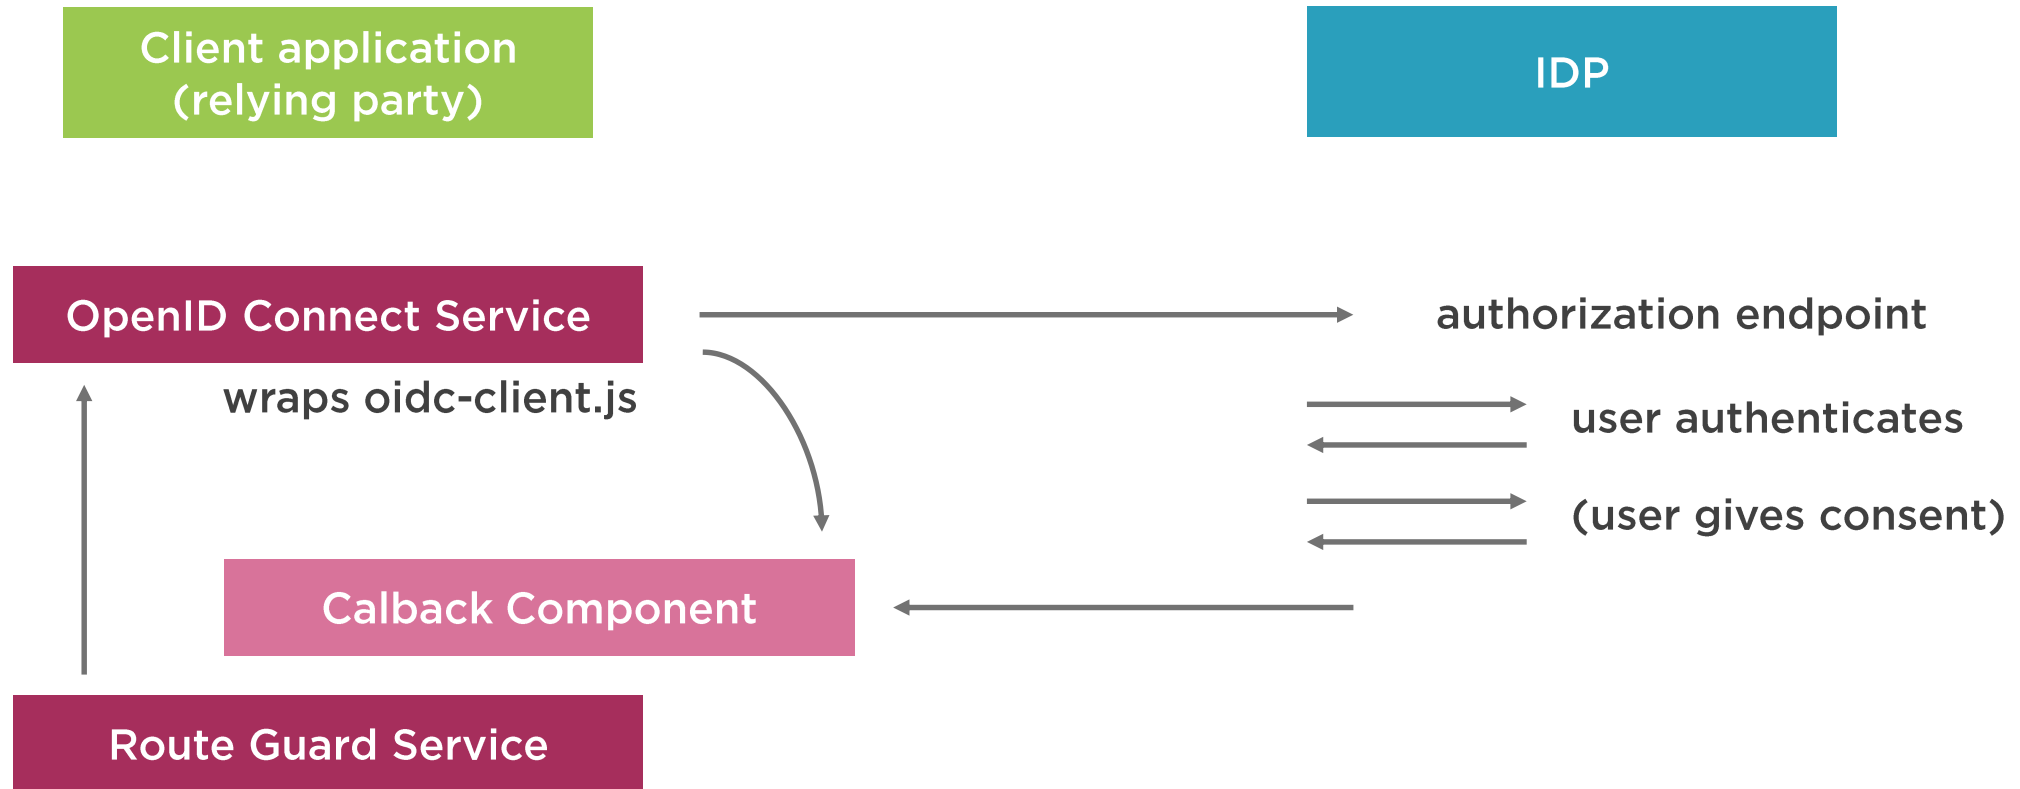 Client application
(relying party)
IDP
OpenID Connect Service
authorization endpoint
wraps oidc-client.js
user authenticates
(user gives consent)
Calback Component
Route Guard Service